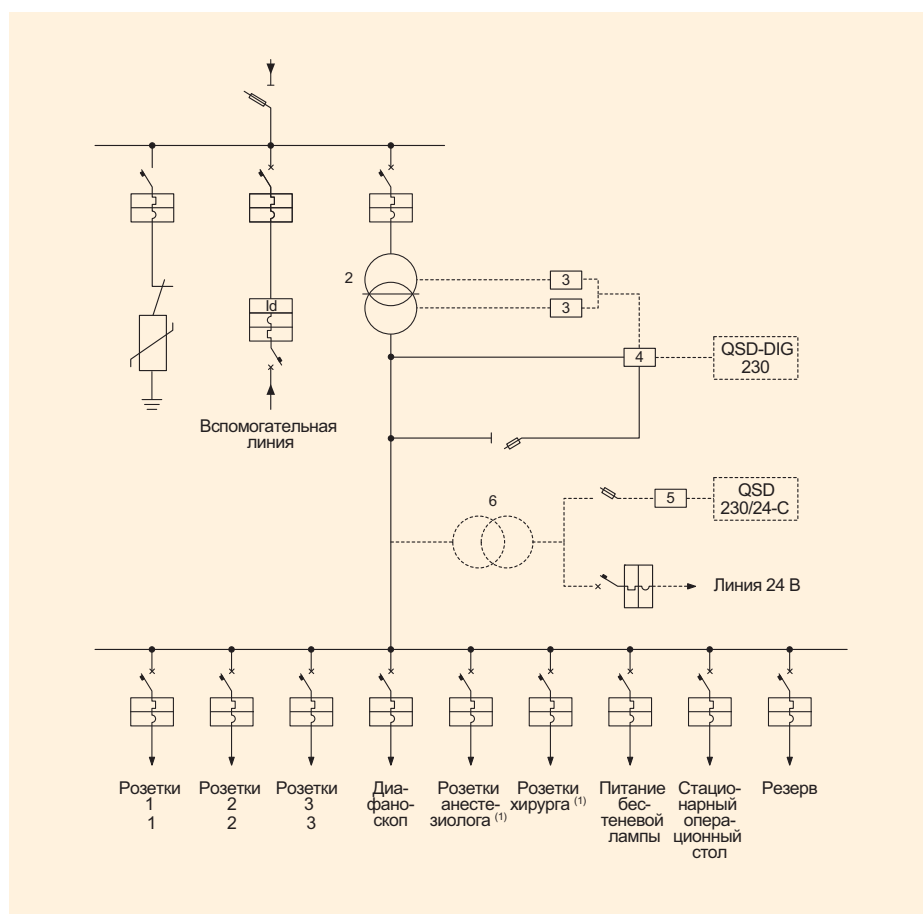 2
3
3
Id
4
QSD-DIG
230
Вспомогательная
линия
6
5
QSD
230/24-C
Линия 24 В
Розетки
1
1
Розетки
2
2
Розетки
3
3
Диа-
фано-
скоп
Розетки
анесте-
зиолога (1)
Розетки
хирурга (1)
Питание
бес-
теневой
лампы
Стацио-
нарный
опера-
ционный
стол
Резерв